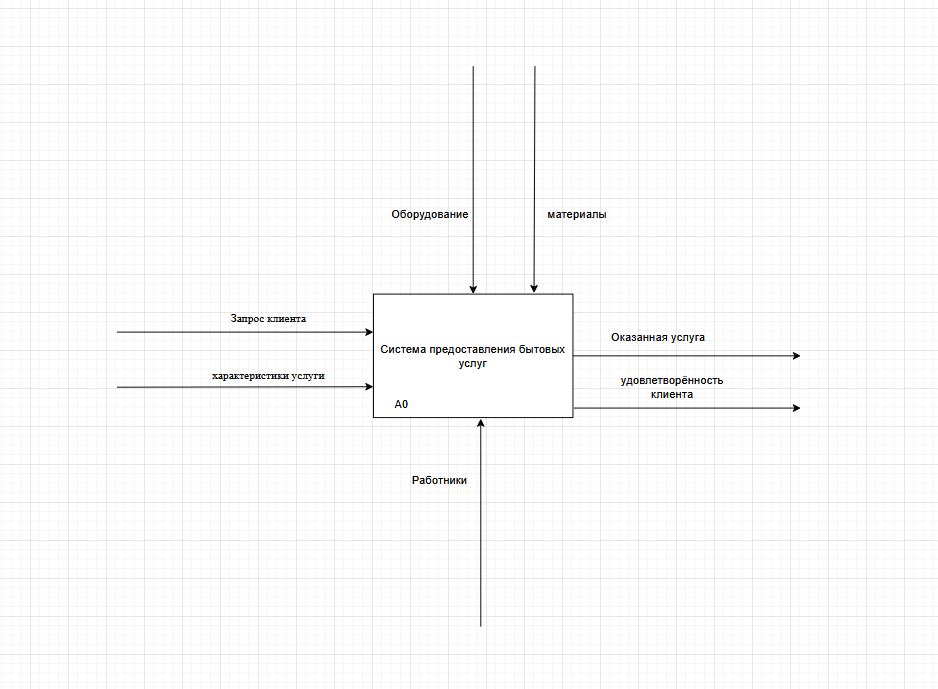 Оборудование
материалы
Запрос клиента
характеристики услуги
Система предоставления бытовых
услуг
A0
Оказанная услуга
удовлетворённость
клиента
Работники